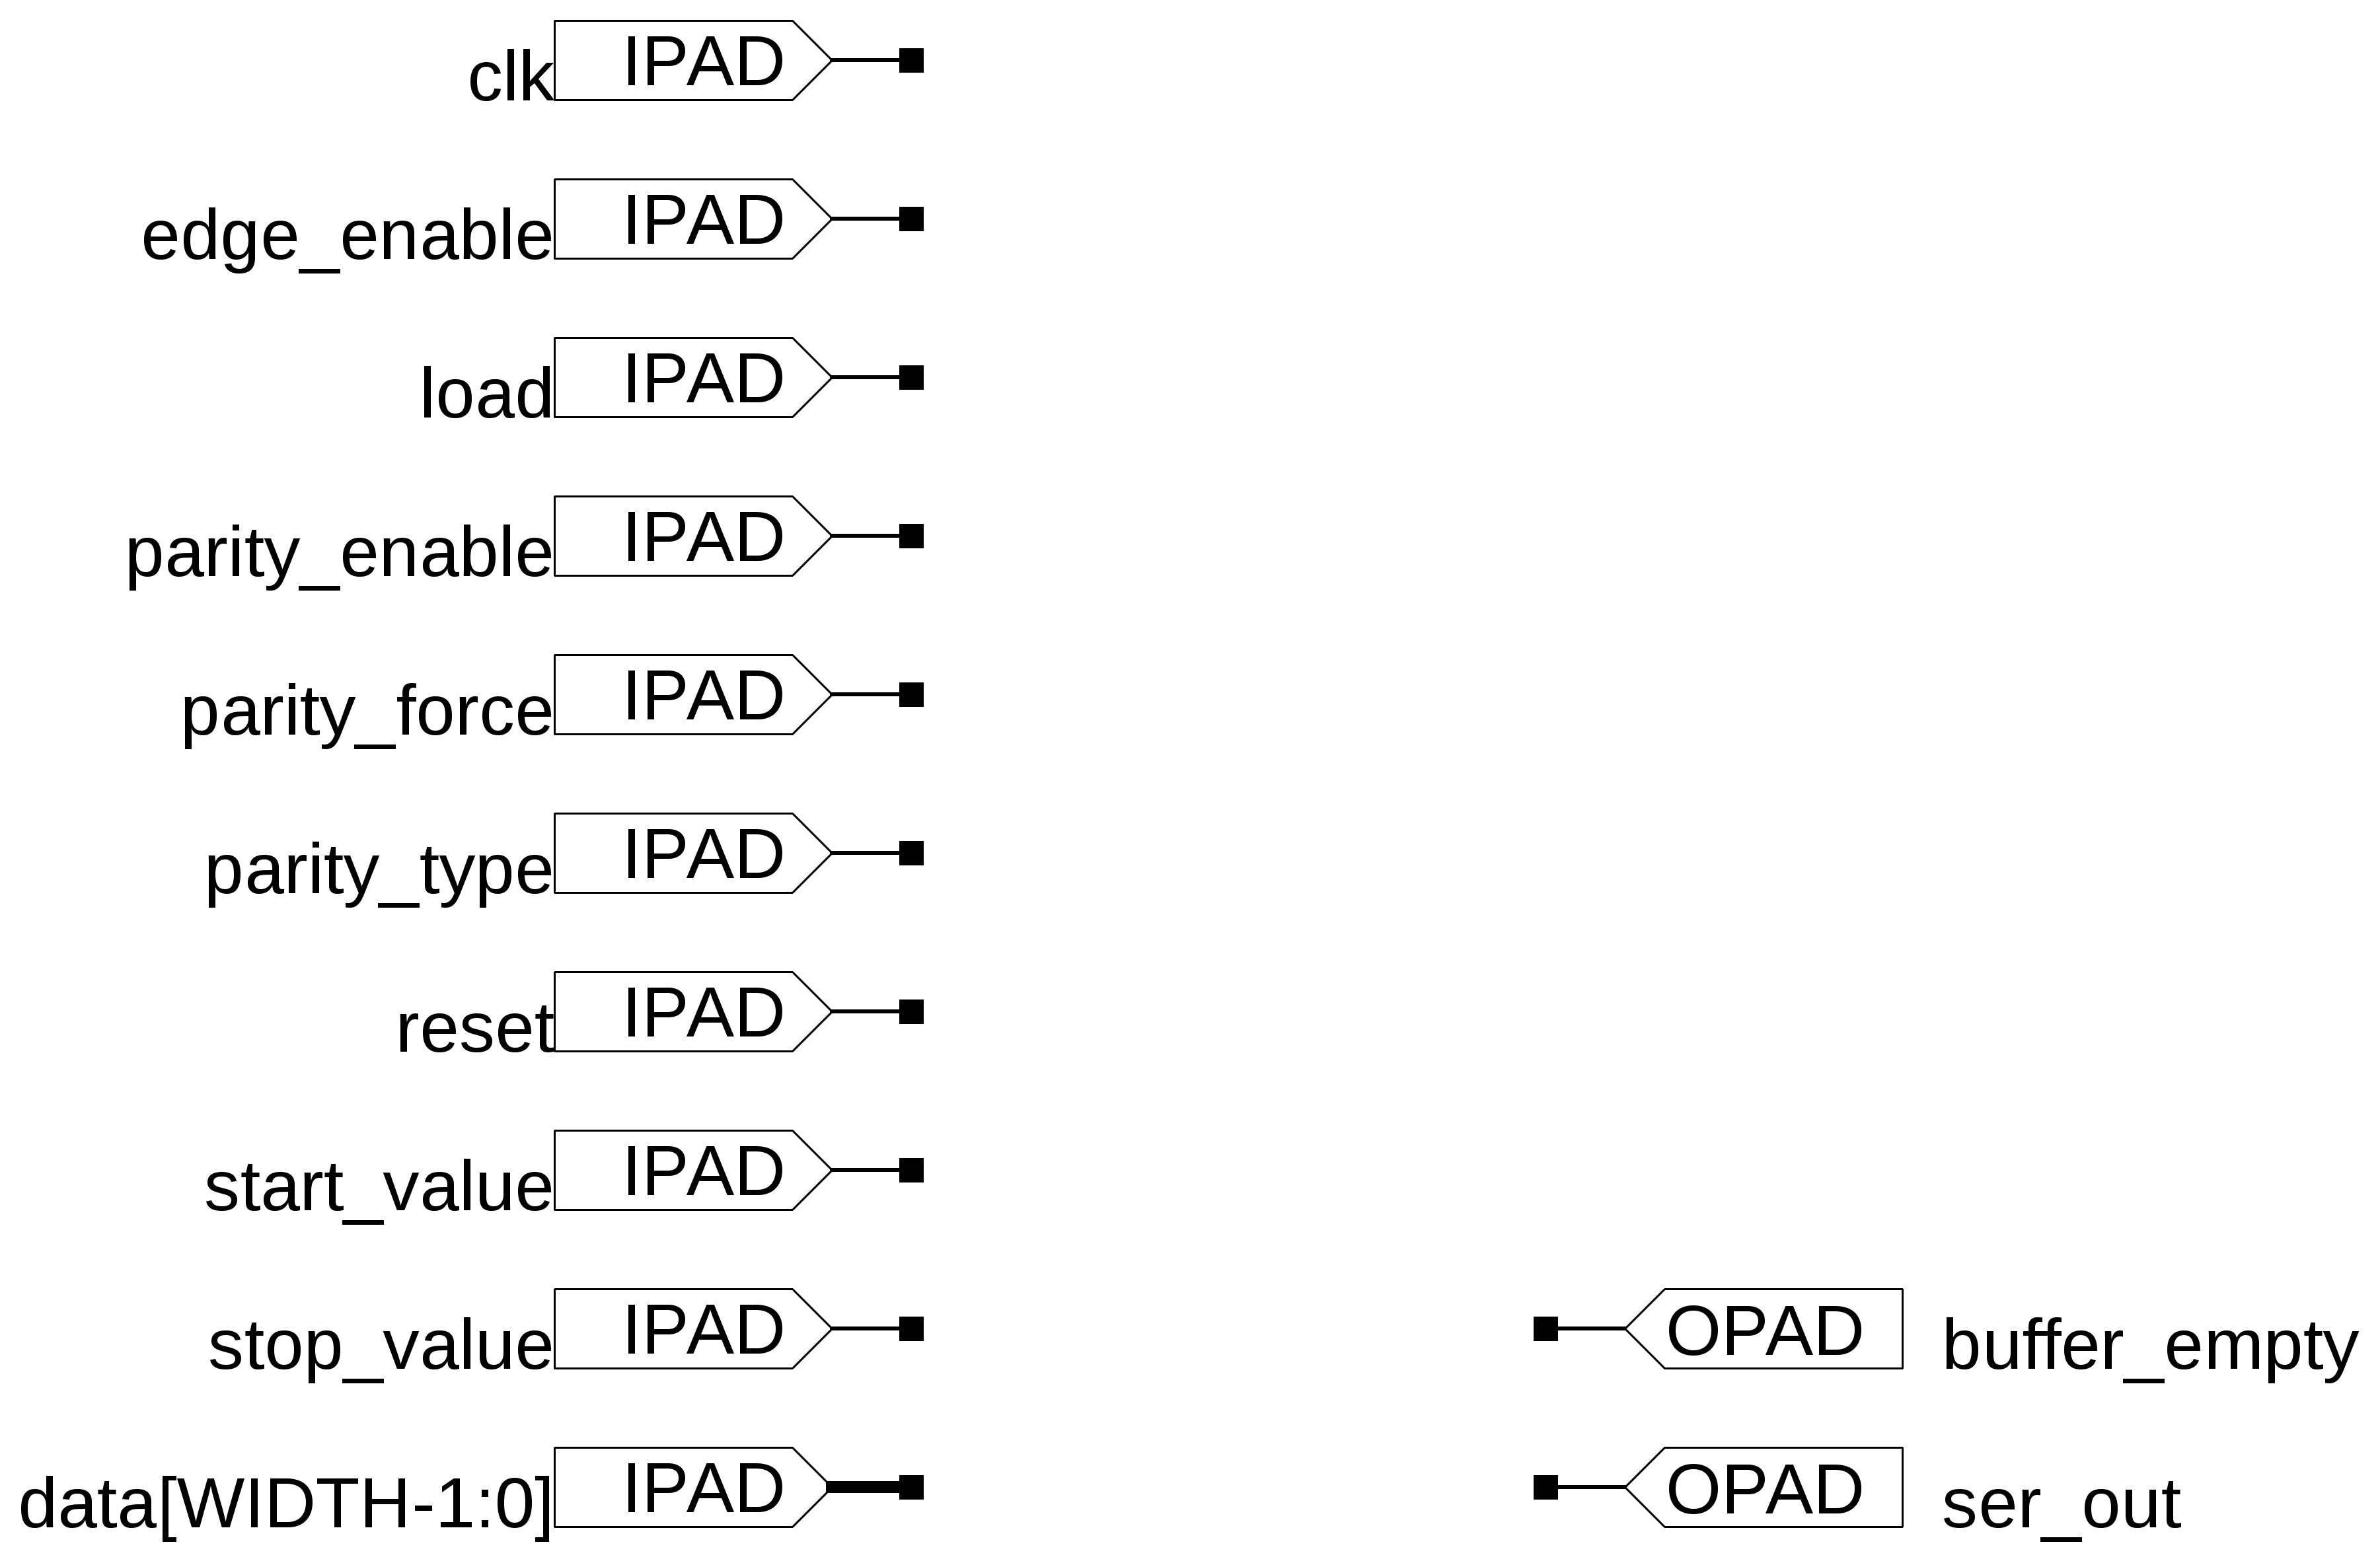 clk IPAD
edge_enable IPAD
load IPAD
parity_enable IPAD
parity_force IPAD
parity_type IPAD
reset IPAD
start_value IPAD
stop_value IPAD OPAD buffer_empty
data[WIDTH-1:0] IPAD OPAD ser_out